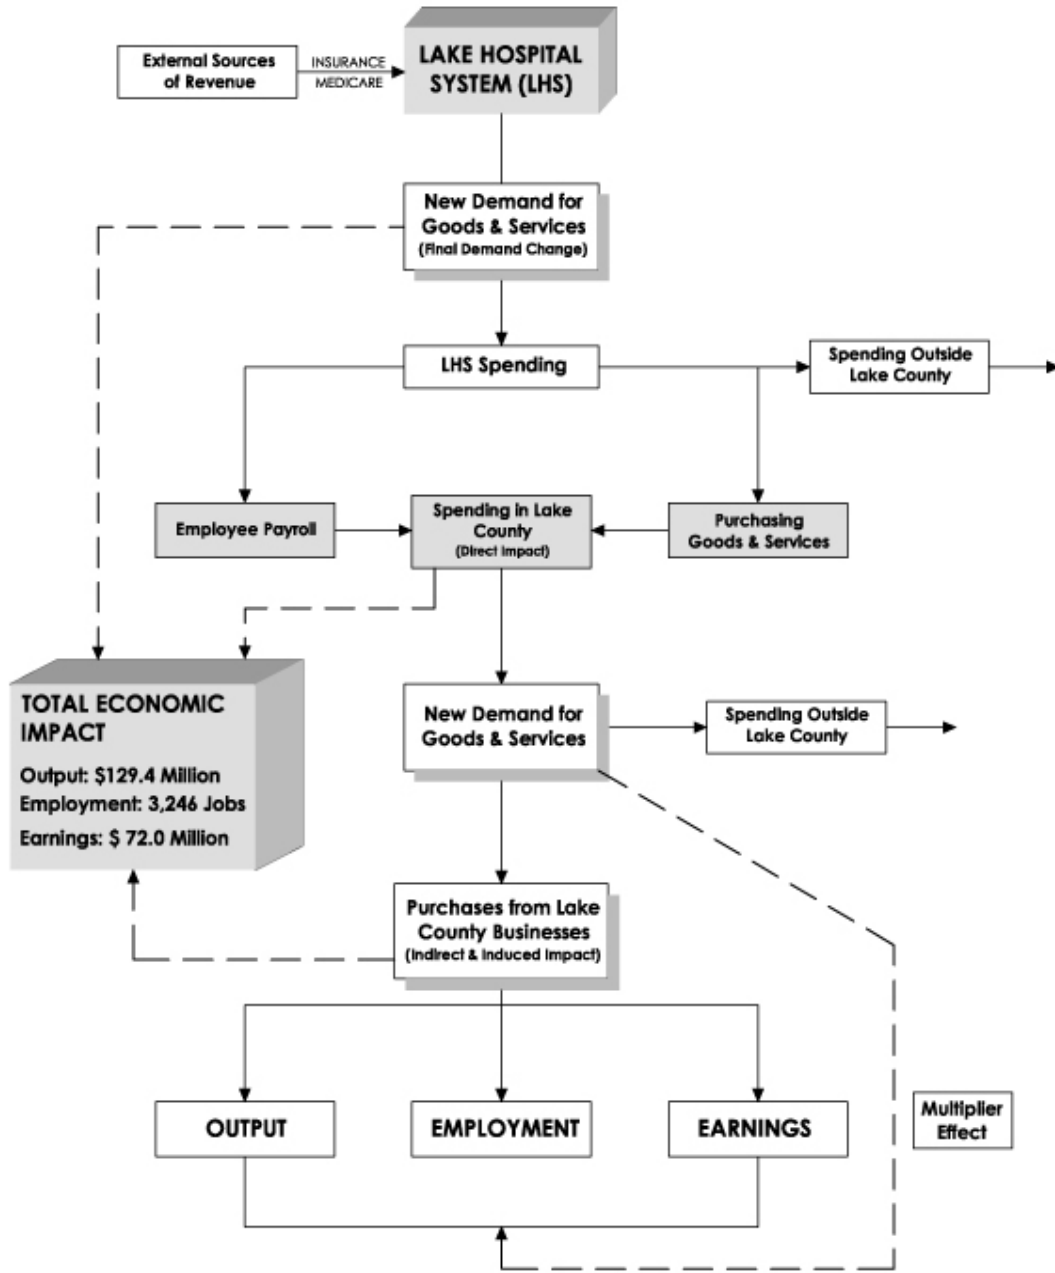 External Sources
of Revenue
INSURANCE
MEDICARE
LAKE HOSPITAL
SYSTEM (LHS)
New Demand for
Goods & Services
(Final Demand Change)
LHS Spending
Spending Outside
Lake County
Employee Payroll
Spending in Lake
County
(Direct Impact)
Purchasing
Goods & Services
TOTAL ECONOMIC
IMPACT
Output: $129.4 Million
Employment: 3,246 Jobs
Earnings: $ 72.0 Million
New Demand for
Goods & Services
Spending Outside
Lake County
Purchases from Lake
County Businesses
(Indirect & Induced Impact)
OUTPUT
EMPLOYMENT
EARNINGS
Multiplier
Effect